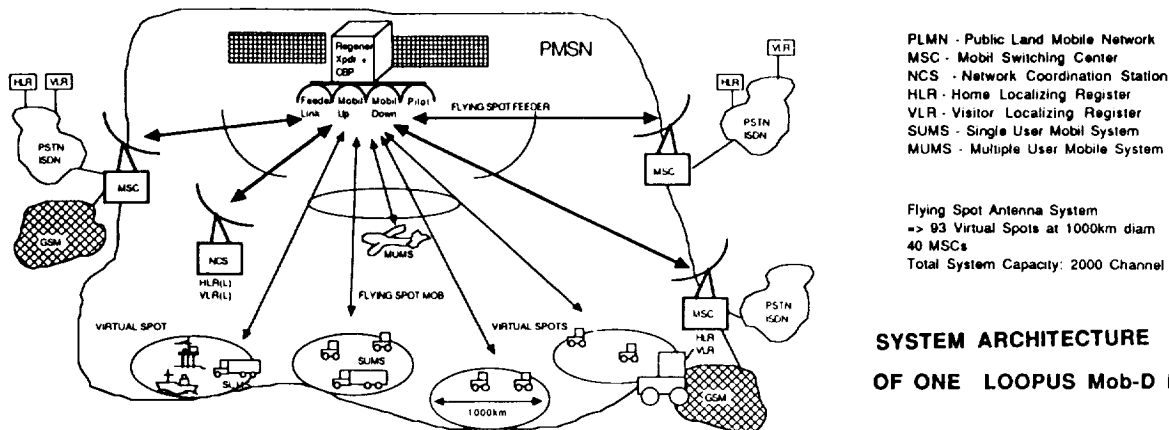 PMSN
Regener
Xpdr +
CBP
Feeder
Link
Mobil
Up
Mobil
Down
Pilot
FLYING SPOT FEEDER
HLR
VLR
PSTN
ISDN
MSC
GSM
NCS
HLR(L)
VLR(L)
MUMS
FLYING SPOT MOB
VLR
HLR
PSTN
ISDN
MSC
MSC
HLR
VLR
PSTN
ISDN
GSM
VIRTUAL SPOT
VIRTUAL SPOTS
SUMS
1000km
PLMN - Public Land Mobile Network
MSC - Mobil Switching Center
NCS - Network Coordination Station
HLR - Home Localizing Register
VLR - Visitor Localizing Register
SUMS - Single User Mobil System
MUMS - Multiple User Mobile System
Flying Spot Antenna System
=> 93 Virtual Spots at 1000km diam
40 MSCs
Total System Capacity: 2000 Channel
SYSTEM ARCHITECTURE
OF ONE LOOPUS Mob-D